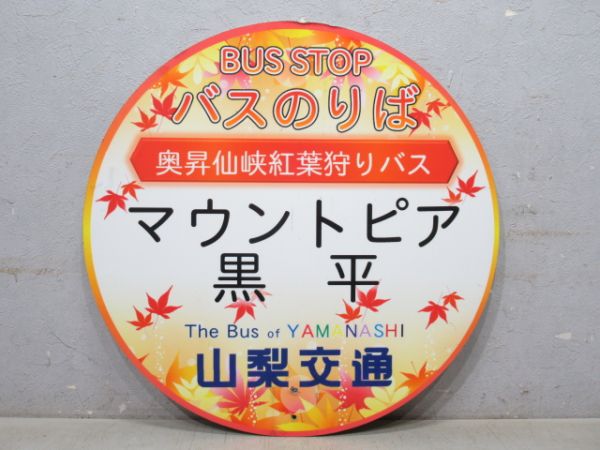 BUS STOP
バスのりば
奥昇仙峡紅葉狩りバス
マウントピア
黒 平
The Bus of YAMANASHI
山梨交通